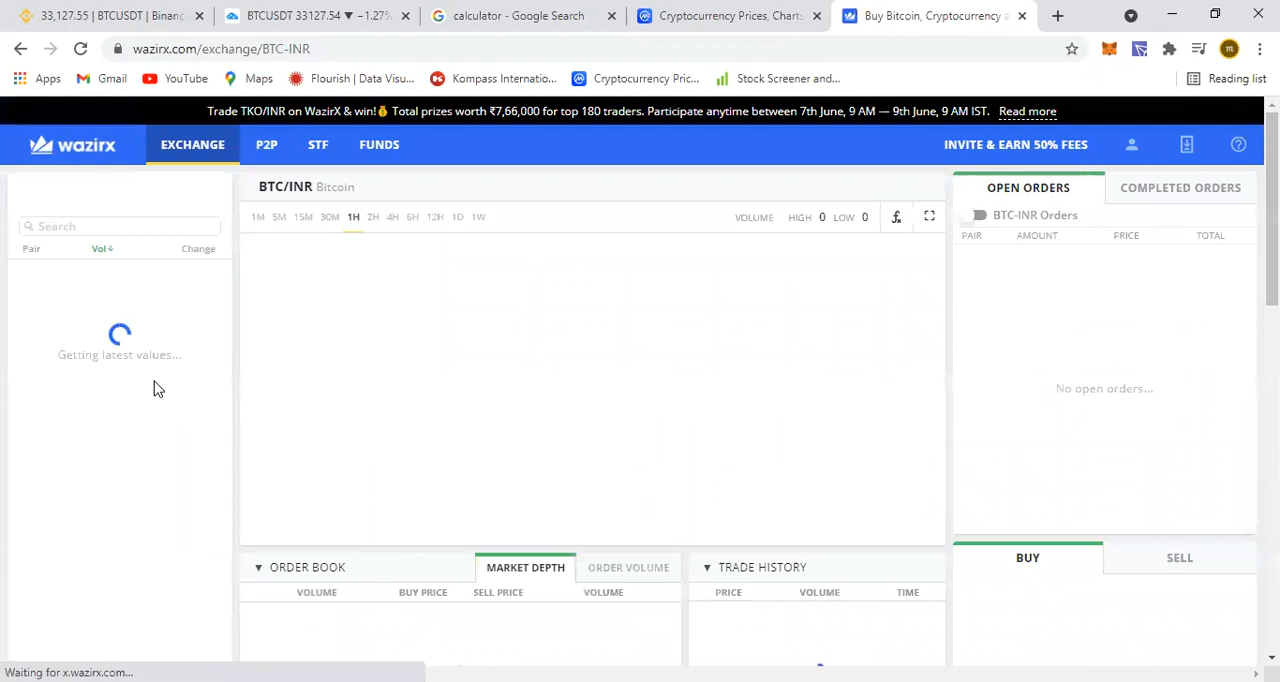 33,127.55 | BTCUSDT | Binan
BTCUSDT 33127.54 ▼ −1.27%
calculator - Google Search
Cryptocurrency Prices, Charts
Buy Bitcoin, Cryptocurrency a
wazirx.com/exchange/BTC-INR
m
Apps
Gmail
YouTube
Maps
Flourish | Data Visu...
Kompass Internatio...
Cryptocurrency Pric...
Stock Screener and...
Reading list
Trade TKO/INR on WazirX & win!💰 Total prizes worth ₹7,66,000 for top 180 traders. Participate anytime between 7th June, 9 AM — 9th June, 9 AM IST. Read more
wazirx
EXCHANGE
P2P
STF
FUNDS
INVITE & EARN 50% FEES
BTC/INR Bitcoin
OPEN ORDERS
COMPLETED ORDERS
Search
1M 5M 15M 30M 1H 2H 4H 6H 12H 1D 1W
VOLUME HIGH 0 LOW 0
fx
BTC-INR Orders
Pair Vol↓ Change
PAIR AMOUNT PRICE TOTAL
Getting latest values...
No open orders...
▼ ORDER BOOK
MARKET DEPTH
ORDER VOLUME
▼ TRADE HISTORY
BUY
SELL
VOLUME BUY PRICE SELL PRICE VOLUME
PRICE VOLUME TIME
Waiting for x.wazirx.com...